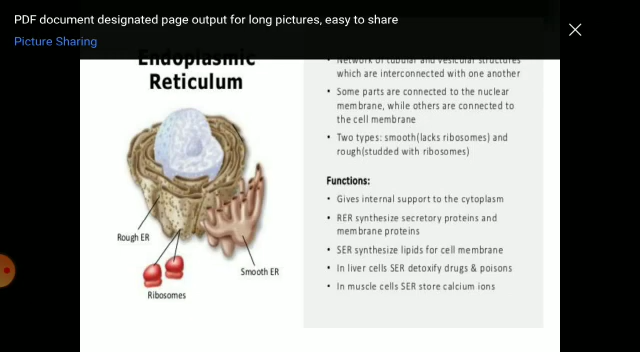 PDF document designated page output for long pictures, easy to share
Picture Sharing
Endoplasmic
Reticulum
• Network of tubular and vesicular structures
which are interconnected with one another
• Some parts are connected to the nuclear
membrane, while others are connected to
the cell membrane
• Two types: smooth(lacks ribosomes) and
rough(studded with ribosomes)
Functions:
• Gives internal support to the cytoplasm
• RER synthesize secretory proteins and
membrane proteins
• SER synthesize lipids for cell membrane
• In liver cells SER detoxify drugs & poisons
• In muscle cells SER store calcium ions
Rough ER
Smooth ER
Ribosomes